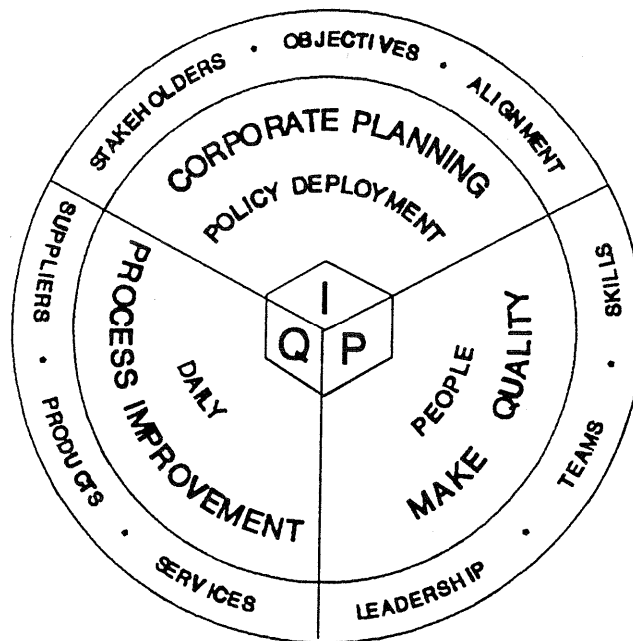 STAKEHOLDERS • OBJECTIVES • ALIGNMENT
CORPORATE PLANNING
POLICY DEPLOYMENT
I
Q P
SUPPLIERS • PRODUCTS • SERVICES
PROCESS IMPROVEMENT
DAILY
PEOPLE
MAKE QUALITY
SKILLS • TEAMS • LEADERSHIP